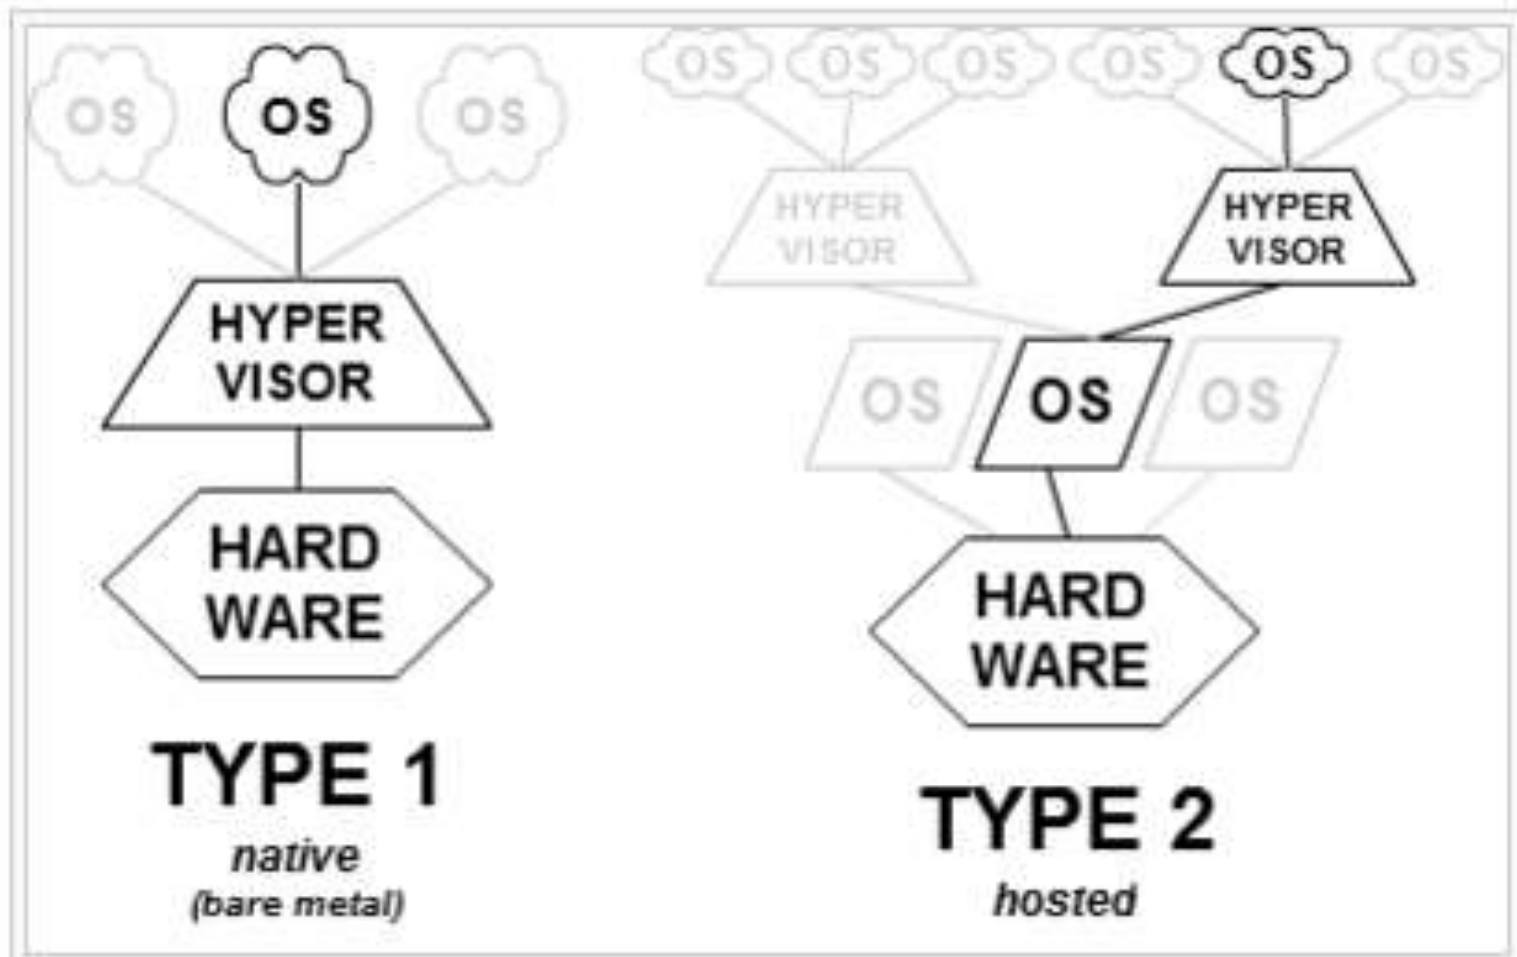 OS OS OS
HYPER
VISOR
HARD
WARE
TYPE 1
native
(bare metal)
OS OS OS OS OS OS
HYPER HYPER
VISOR VISOR
OS OS OS
HARD
WARE
TYPE 2
hosted